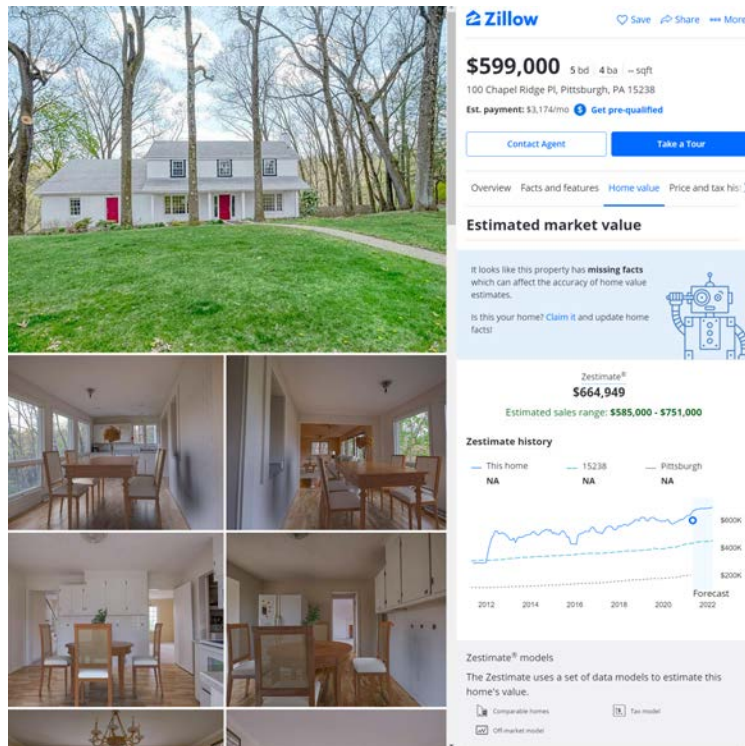 Zillow
Save Share More
$599,000 5 bd 4 ba -- sqft
100 Chapel Ridge Pl, Pittsburgh, PA 15238
Est. payment: $3,174/mo $ Get pre-qualified
Contact Agent Take a Tour
Overview Facts and features Home value Price and tax his
Estimated market value
It looks like this property has missing facts
which can affect the accuracy of home value
estimates.
Is this your home? Claim it and update home
facts!
Zestimate®
$664,949
Estimated sales range: $585,000 - $751,000
Zestimate history
This home 15238 Pittsburgh
NA NA NA
$600K
$400K
$200K
Forecast
2012 2014 2016 2018 2020 2022
Zestimate® models
The Zestimate uses a set of data models to estimate this
home's value.
Comparable homes Tax model
Off-market model